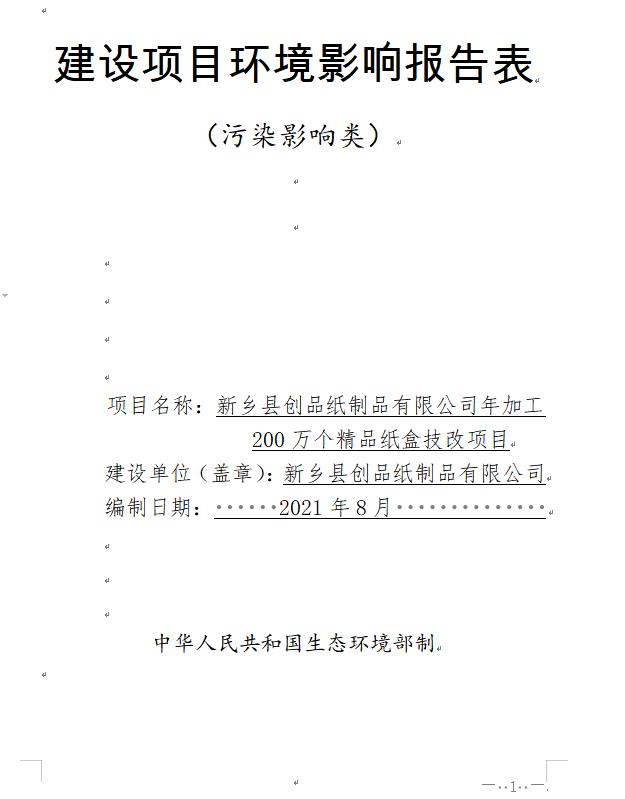 建设项目环境影响报告表
（污染影响类）
项目名称：新乡县创品纸制品有限公司年加工
200 万个精品纸盒技改项目
建设单位（盖章）：新乡县创品纸制品有限公司
编制日期：······2021 年 8 月··············
中华人民共和国生态环境部制
—··1··—